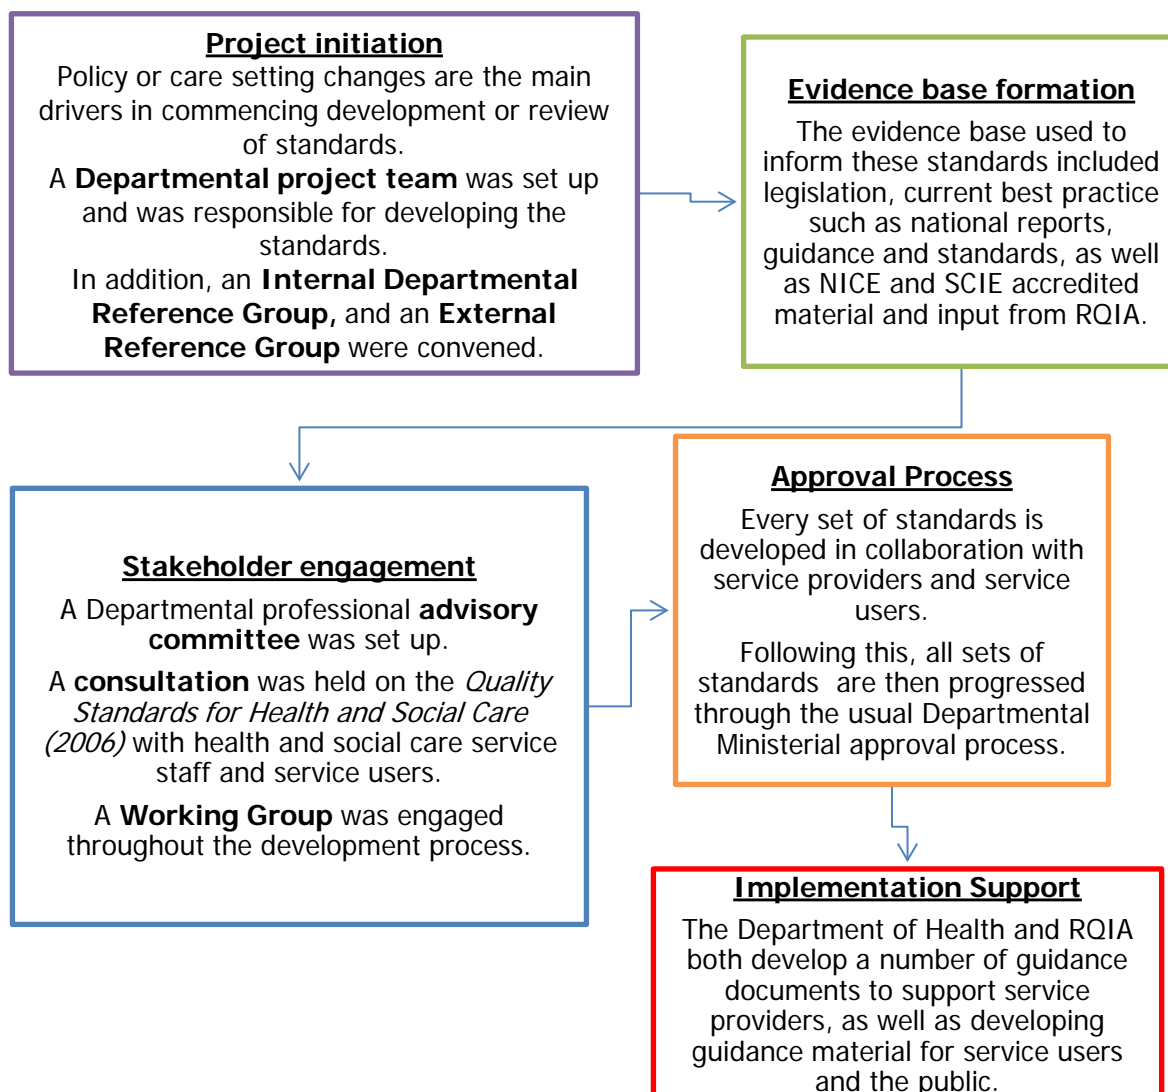 Project initiation
Policy or care setting changes are the main
drivers in commencing development or review
of standards.
A Departmental project team was set up
and was responsible for developing the
standards.
In addition, an Internal Departmental
Reference Group, and an External
Reference Group were convened.
Evidence base formation
The evidence base used to
inform these standards included
legislation, current best practice
such as national reports,
guidance and standards, as well
as NICE and SCIE accredited
material and input from RQIA.
Stakeholder engagement
A Departmental professional advisory
committee was set up.
A consultation was held on the Quality
Standards for Health and Social Care
(2006) with health and social care service
staff and service users.
A Working Group was engaged
throughout the development process.
Approval Process
Every set of standards is
developed in collaboration with
service providers and service
users.
Following this, all sets of
standards are then progressed
through the usual Departmental
Ministerial approval process.
Implementation Support
The Department of Health and RQIA
both develop a number of guidance
documents to support service
providers, as well as developing
guidance material for service users
and the public.